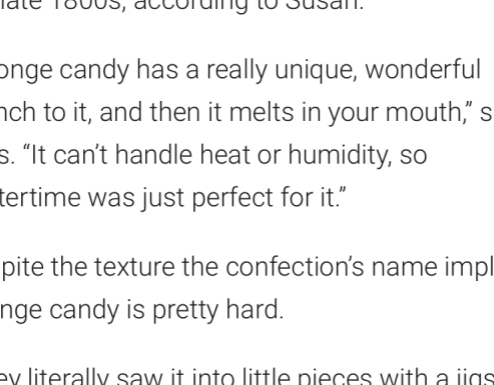 late 1800s, according to Susan.
onge candy has a really unique, wonderful
nch to it, and then it melts in your mouth,” s
s. “It can’t handle heat or humidity, so
tertime was just perfect for it.”
pite the texture the confection’s name impl
nge candy is pretty hard.
ey literally saw it into little pieces with a jigs